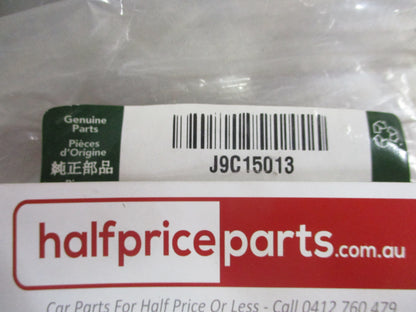 Genuine
Parts
Pièces
d'Origine
純正部品
J9C15013
halfpriceparts.com.au
Car Parts For Half Price Or Less - Call 0412 760 479